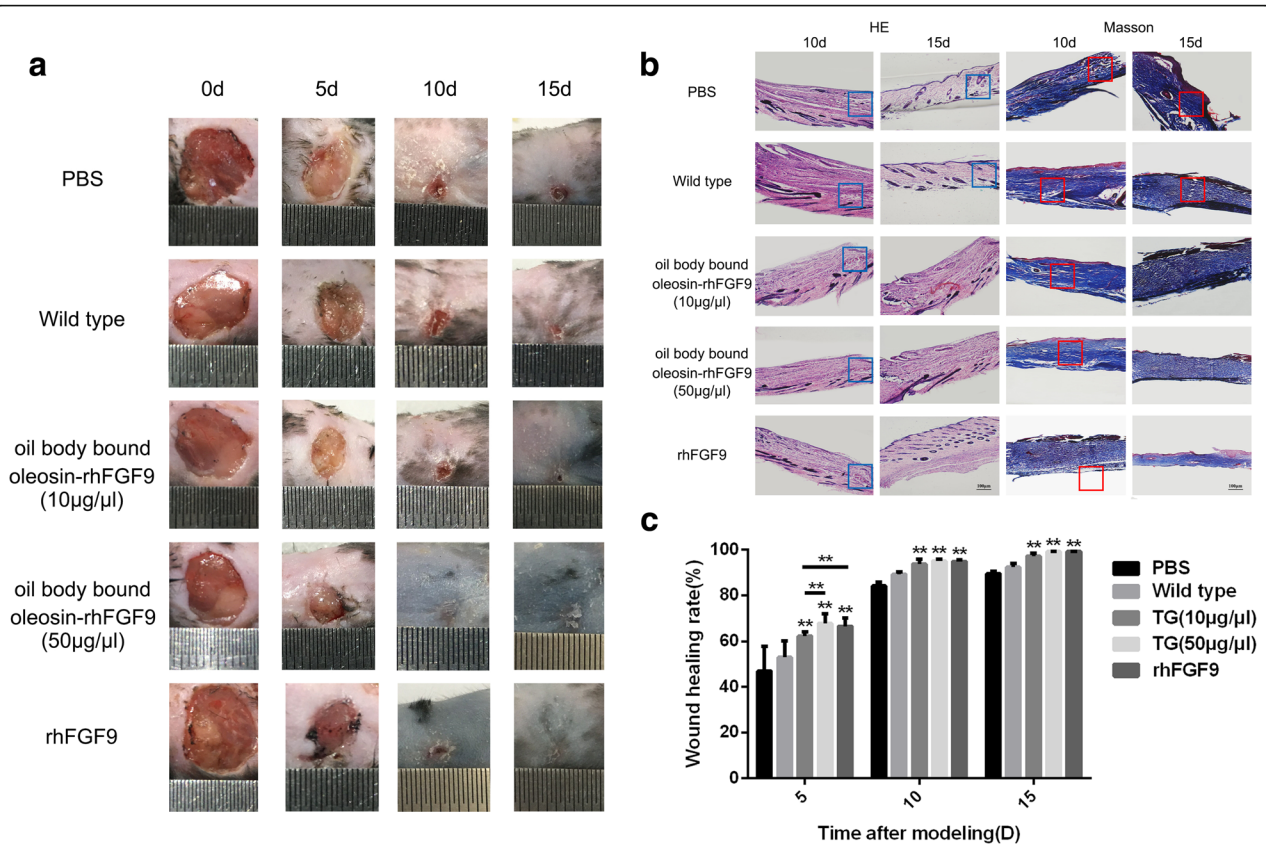 a
0d 5d 10d 15d
PBS
Wild type
oil body bound
oleosin-rhFGF9
(10μg/μl)
oil body bound
oleosin-rhFGF9
(50μg/μl)
rhFGF9
b
HE Masson
10d 15d 10d 15d
PBS
Wild type
oil body bound
oleosin-rhFGF9
(10μg/μl)
oil body bound
oleosin-rhFGF9
(50μg/μl)
rhFGF9
100μm 100μm
c
Wound healing rate(%)
100
80
60
40
20
0
**
**
** ** **
** ** **
** ** **
5 10 15
Time after modeling(D)
PBS
Wild type
TG(10μg/μl)
TG(50μg/μl)
rhFGF9